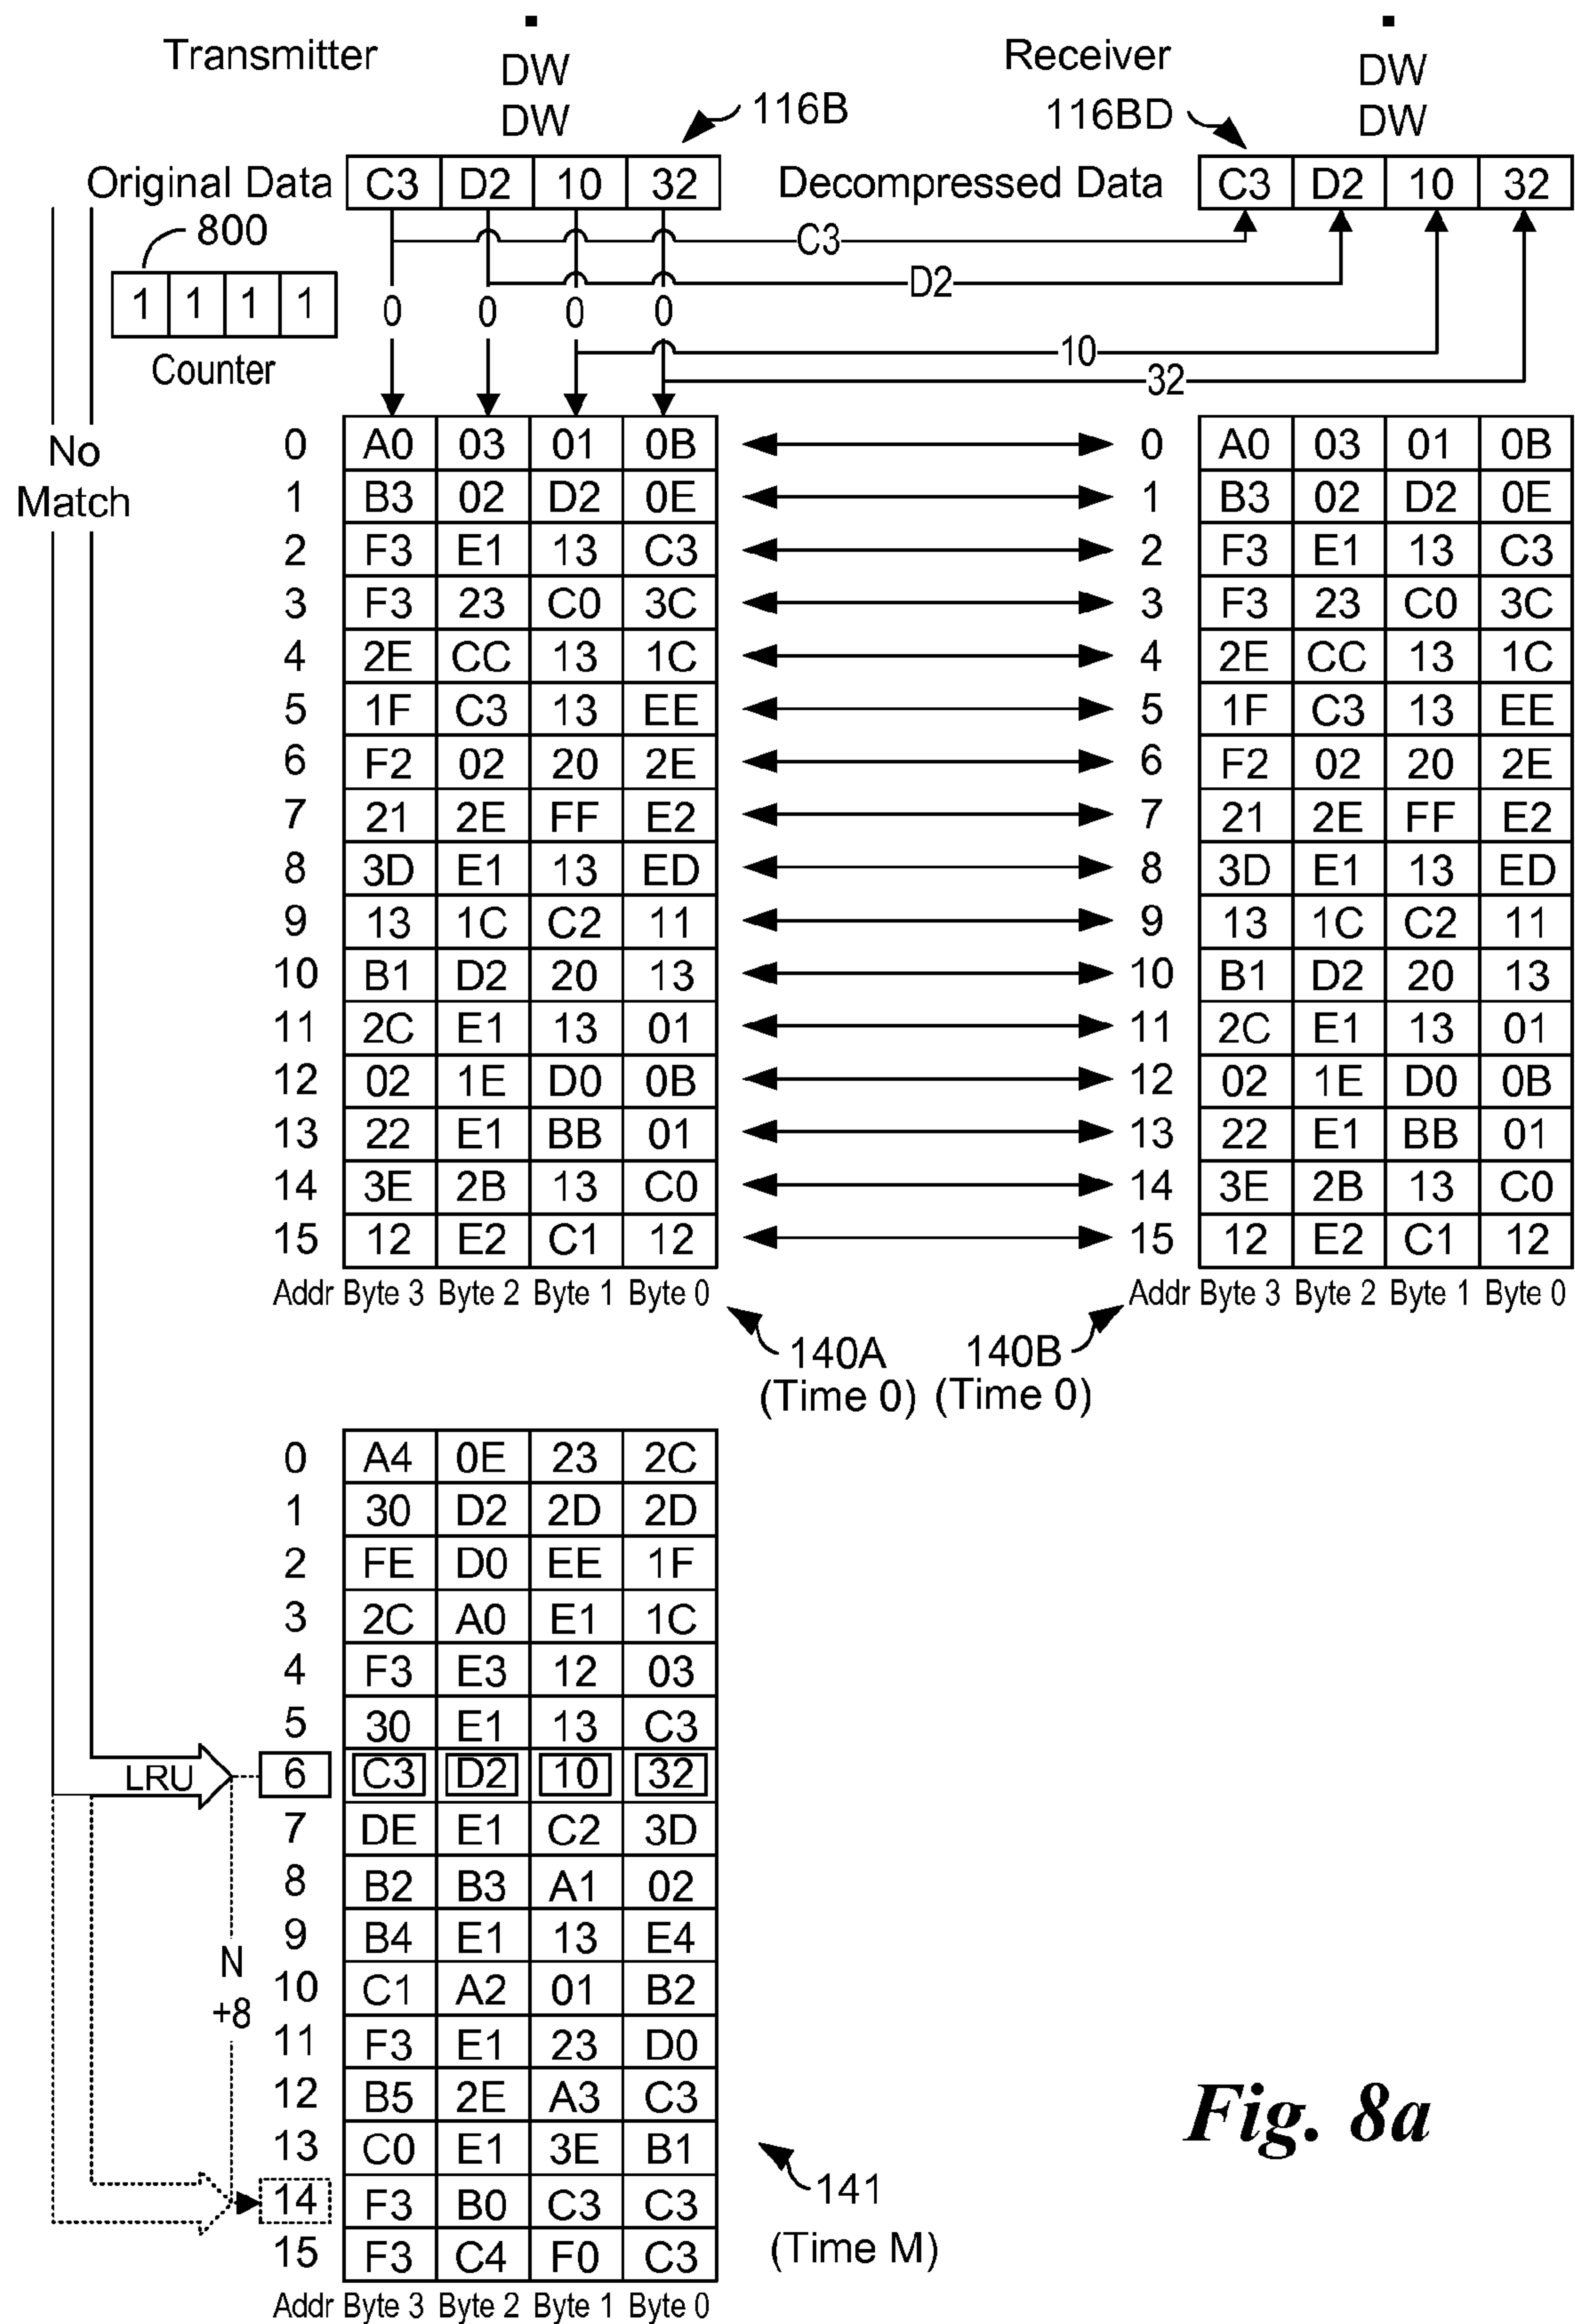 Transmitter DW Receiver DW
DW 116B 116BD DW
Original Data C3 D2 10 32 Decompressed Data C3 D2 10 32
800 C3
1 1 1 1 0 0 0 0 D2
Counter 10
32
No
Match
0 A0 03 01 0B 0 A0 03 01 0B
1 B3 02 D2 0E 1 B3 02 D2 0E
2 F3 E1 13 C3 2 F3 E1 13 C3
3 F3 23 C0 3C 3 F3 23 C0 3C
4 2E CC 13 1C 4 2E CC 13 1C
5 1F C3 13 EE 5 1F C3 13 EE
6 F2 02 20 2E 6 F2 02 20 2E
7 21 2E FF E2 7 21 2E FF E2
8 3D E1 13 ED 8 3D E1 13 ED
9 13 1C C2 11 9 13 1C C2 11
10 B1 D2 20 13 10 B1 D2 20 13
11 2C E1 13 01 11 2C E1 13 01
12 02 1E D0 0B 12 02 1E D0 0B
13 22 E1 BB 01 13 22 E1 BB 01
14 3E 2B 13 C0 14 3E 2B 13 C0
15 12 E2 C1 12 15 12 E2 C1 12
Addr Byte 3 Byte 2 Byte 1 Byte 0 Addr Byte 3 Byte 2 Byte 1 Byte 0
140A 140B
(Time 0) (Time 0)
0 A4 0E 23 2C
1 30 D2 2D 2D
2 FE D0 EE 1F
3 2C A0 E1 1C
4 F3 E3 12 03
5 30 E1 13 C3
LRU 6 C3 D2 10 32
7 DE E1 C2 3D
8 B2 B3 A1 02
9 B4 E1 13 E4
N
10 C1 A2 01 B2
+8
11 F3 E1 23 D0
12 B5 2E A3 C3
13 C0 E1 3E B1
14 F3 B0 C3 C3 141
15 F3 C4 F0 C3 (Time M)
Addr Byte 3 Byte 2 Byte 1 Byte 0
Fig. 8a